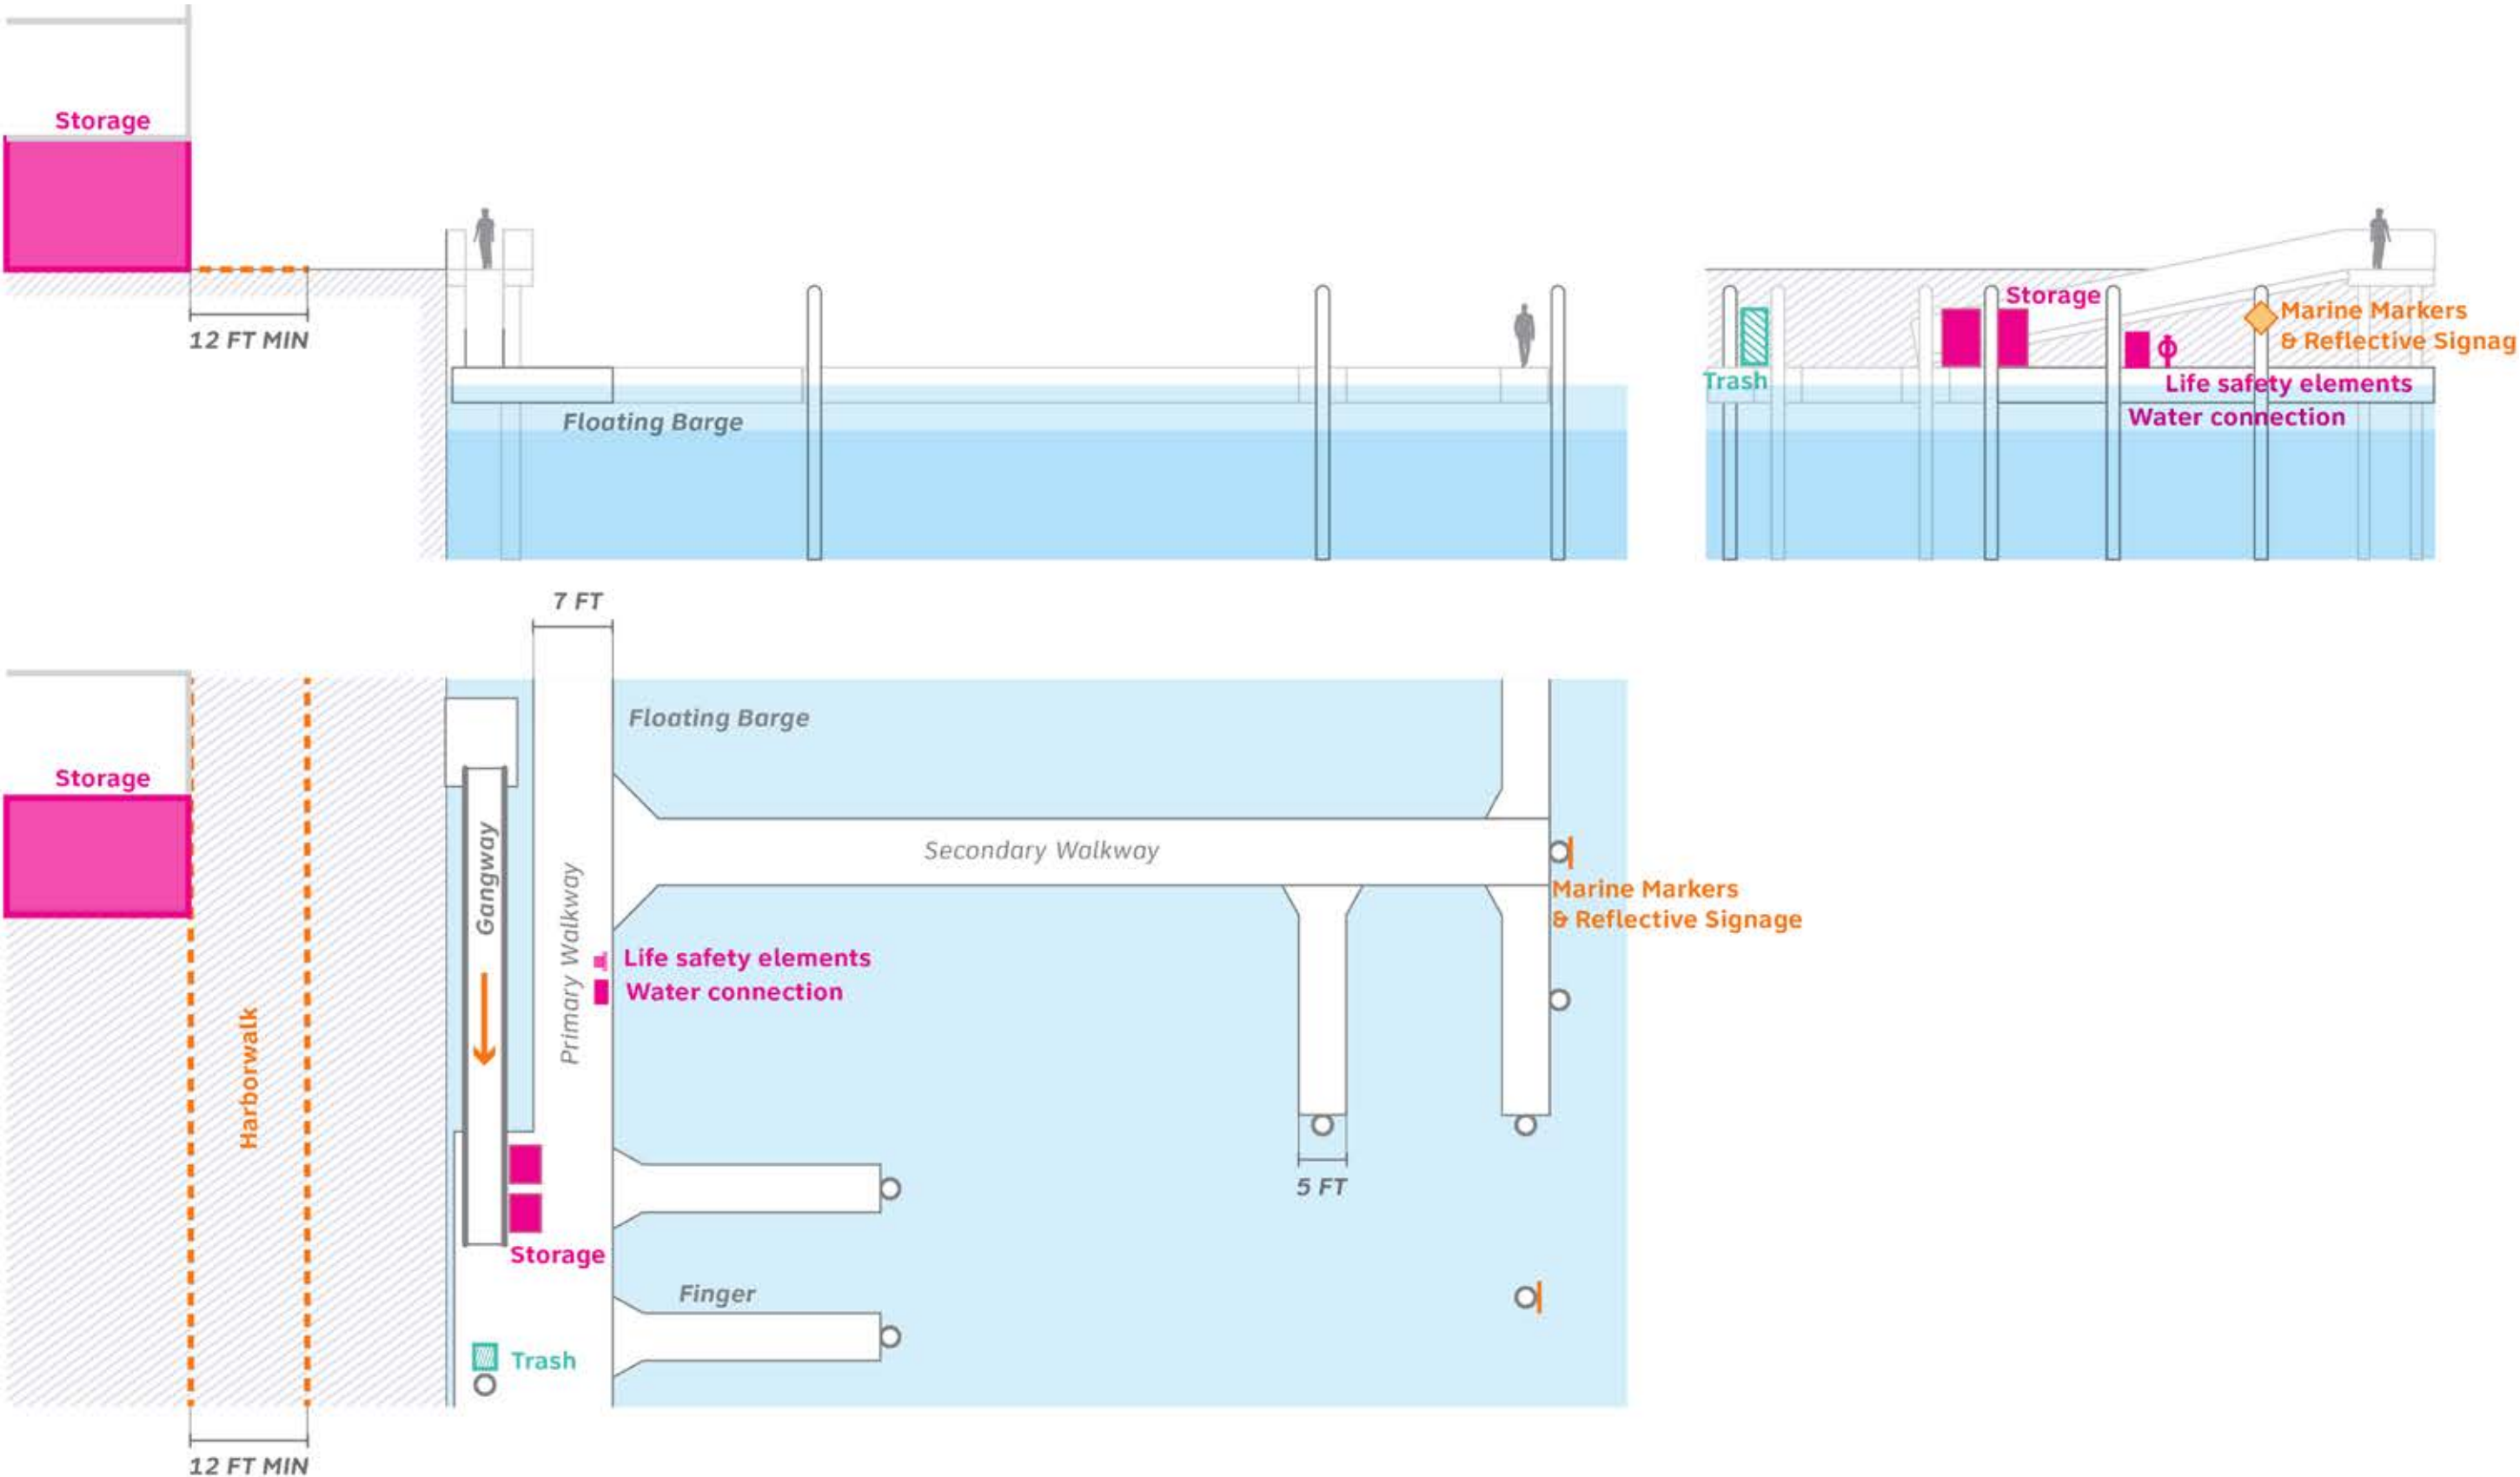 Storage
12 FT MIN
Floating Barge
Storage
Marine Markers
& Reflective Signag
Trash
Life safety elements
Water connection
7 FT
Floating Barge
Storage
Gangway
Secondary Walkway
Primary Walkway
Marine Markers
& Reflective Signage
Life safety elements
Water connection
Harborwalk
5 FT
Storage
Finger
Trash
12 FT MIN